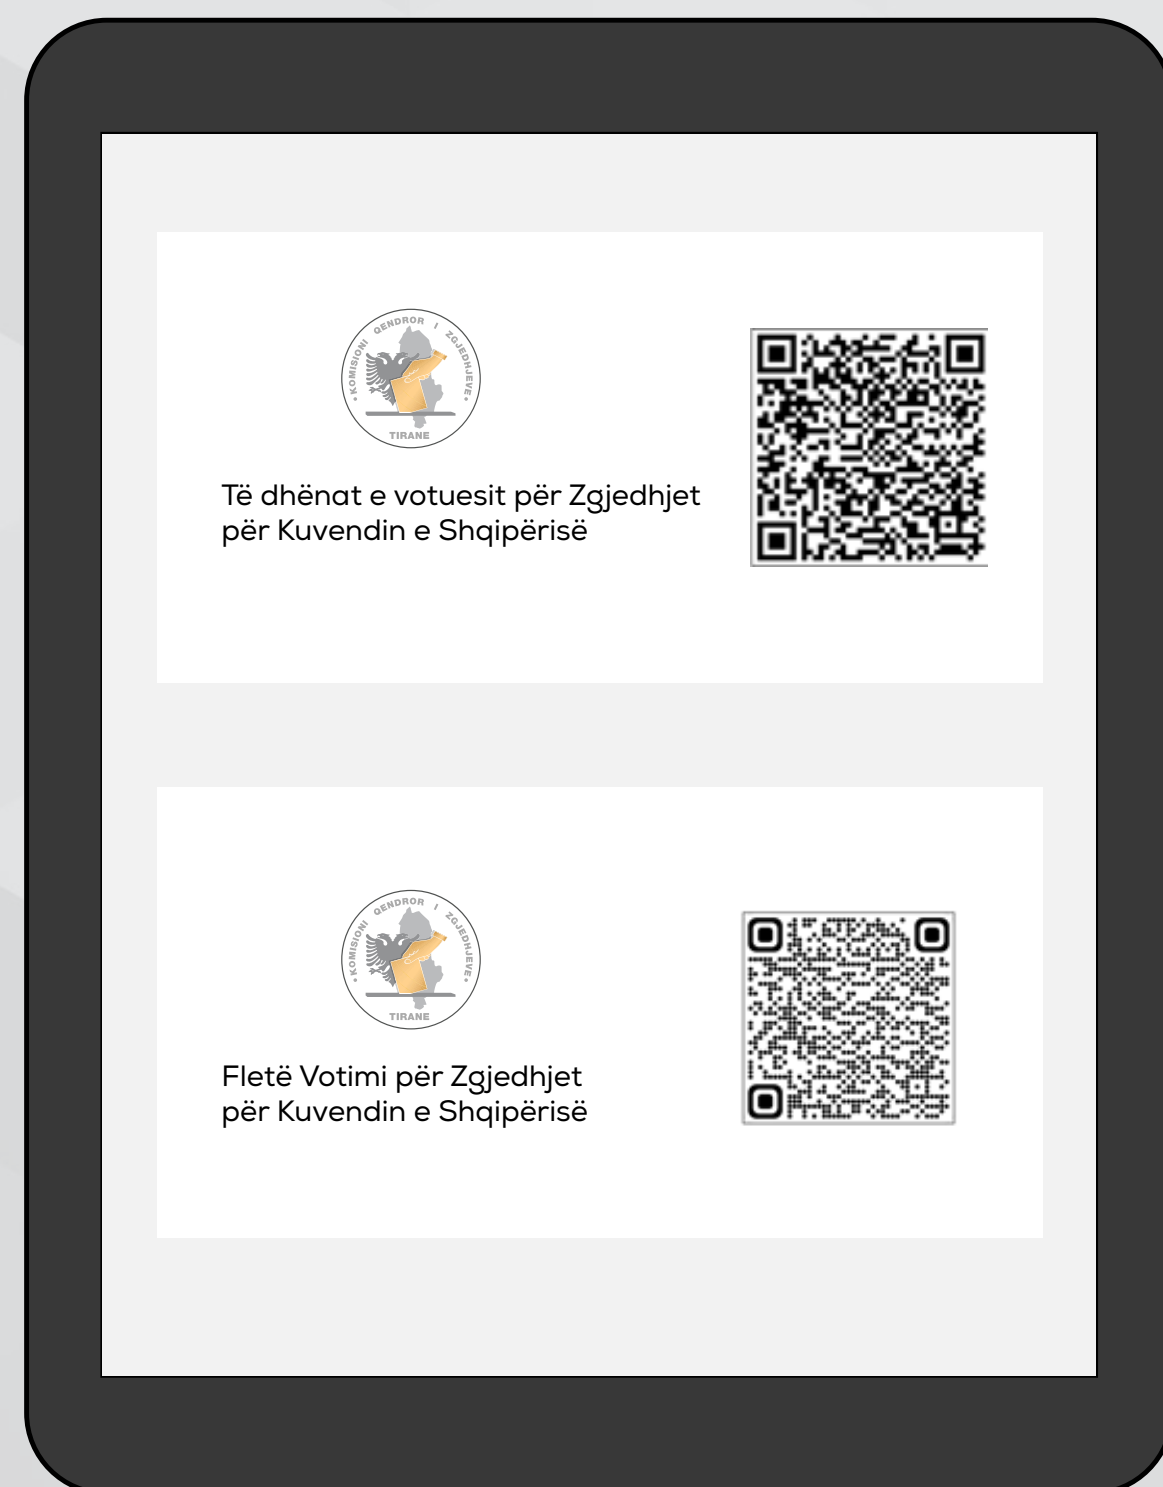 KOMISIONI QENDROR I ZGJEDHJEVE
TIRANE
Të dhënat e votuesit për Zgjedhjet
për Kuvendin e Shqipërisë
KOMISIONI QENDROR I ZGJEDHJEVE
TIRANE
Fletë Votimi për Zgjedhjet
për Kuvendin e Shqipërisë